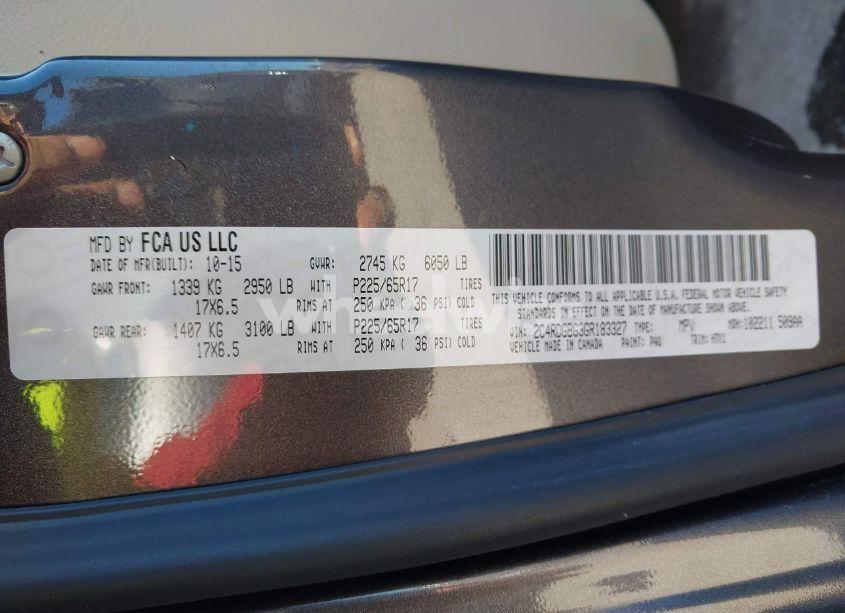 MFD BY FCA US LLC
DATE OF MFR(BUILT): 10-15 GVWR: 2745 KG 6050 LB
GAWR FRONT: 1339 KG 2950 LB WITH P225/65R17 TIRES
17X6.5 RIMS AT 250 KPA ( 36 PSI) COLD
GAWR REAR: 1407 KG 3100 LB WITH P225/65R17 TIRES
17X6.5 RIMS AT 250 KPA ( 36 PSI) COLD
THIS VEHICLE CONFORMS TO ALL APPLICABLE U.S.A. FEDERAL MOTOR VEHICLE SAFETY
STANDARDS IN EFFECT ON THE DATE OF MANUFACTURE SHOWN ABOVE.
VIN: 2C4RDGBG3GR183327 TYPE: MPV MDH: 102211 509AA
VEHICLE MADE IN CANADA PAINT: PAU TRIM: